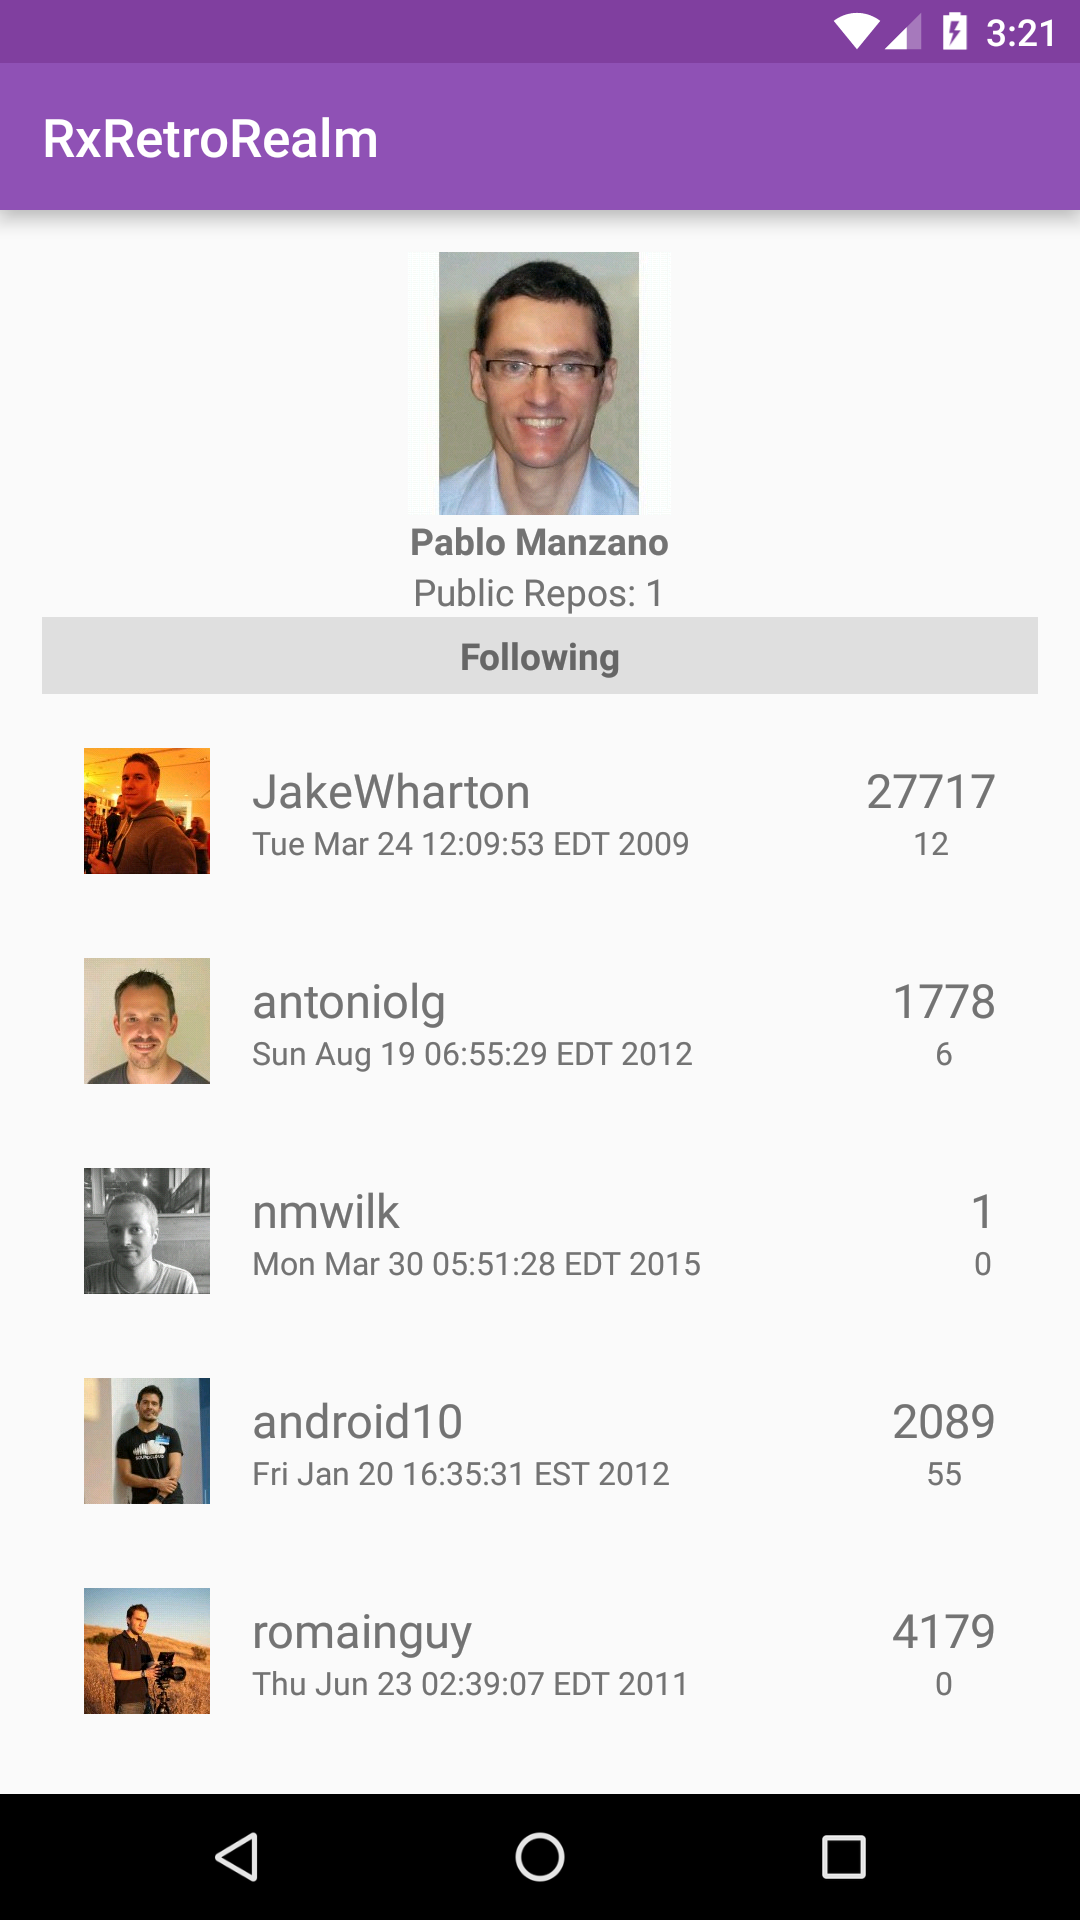 3:21
RxRetroRealm
Pablo Manzano
Public Repos: 1
Following
JakeWharton 27717
Tue Mar 24 12:09:53 EDT 2009 12
antoniolg 1778
Sun Aug 19 06:55:29 EDT 2012 6
nmwilk 1
Mon Mar 30 05:51:28 EDT 2015 0
android10 2089
Fri Jan 20 16:35:31 EST 2012 55
romainguy 4179
Thu Jun 23 02:39:07 EDT 2011 0